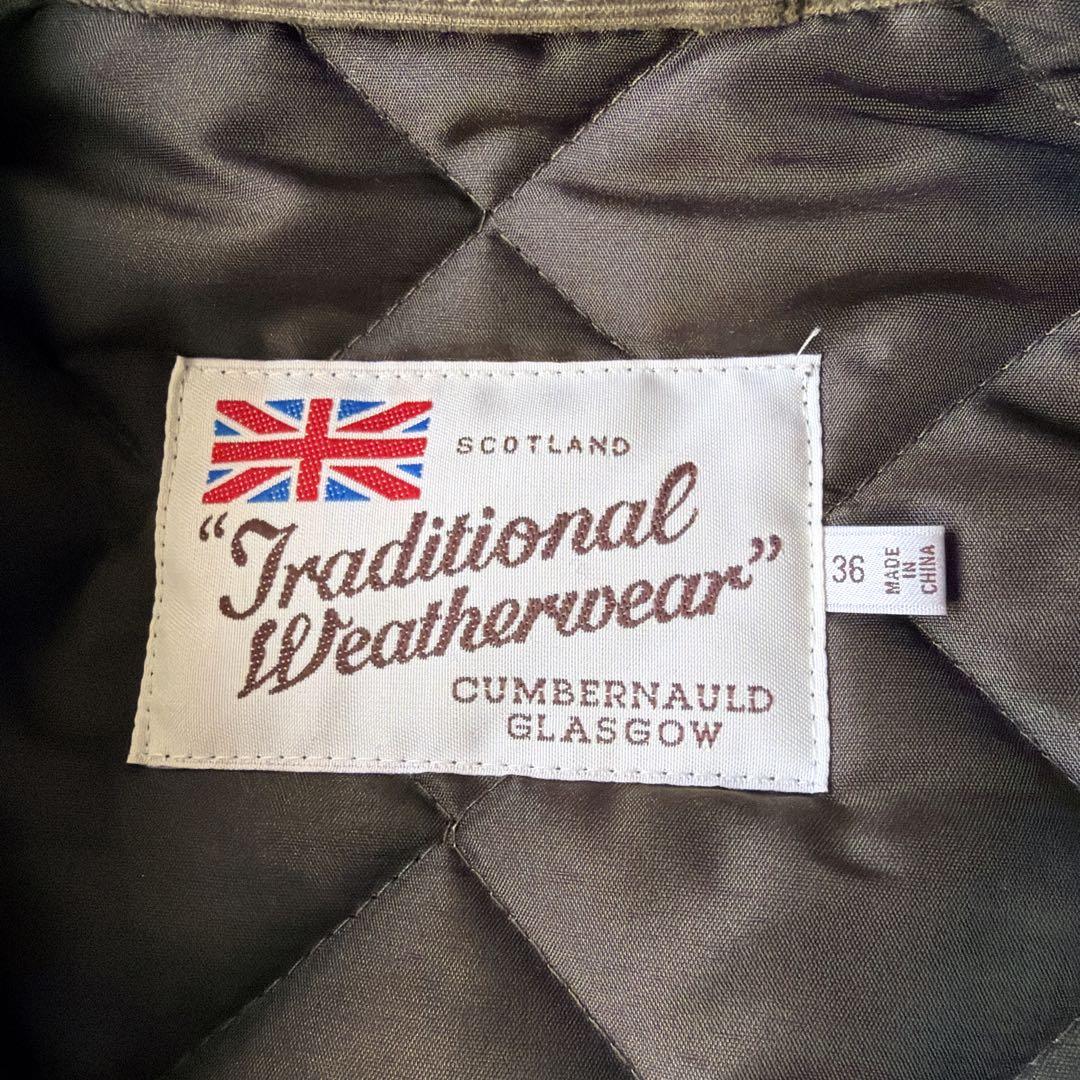 SCOTLAND
“Traditional
Weatherwear”
CUMBERNAULD
GLASGOW
36
MADE
IN
CHINA